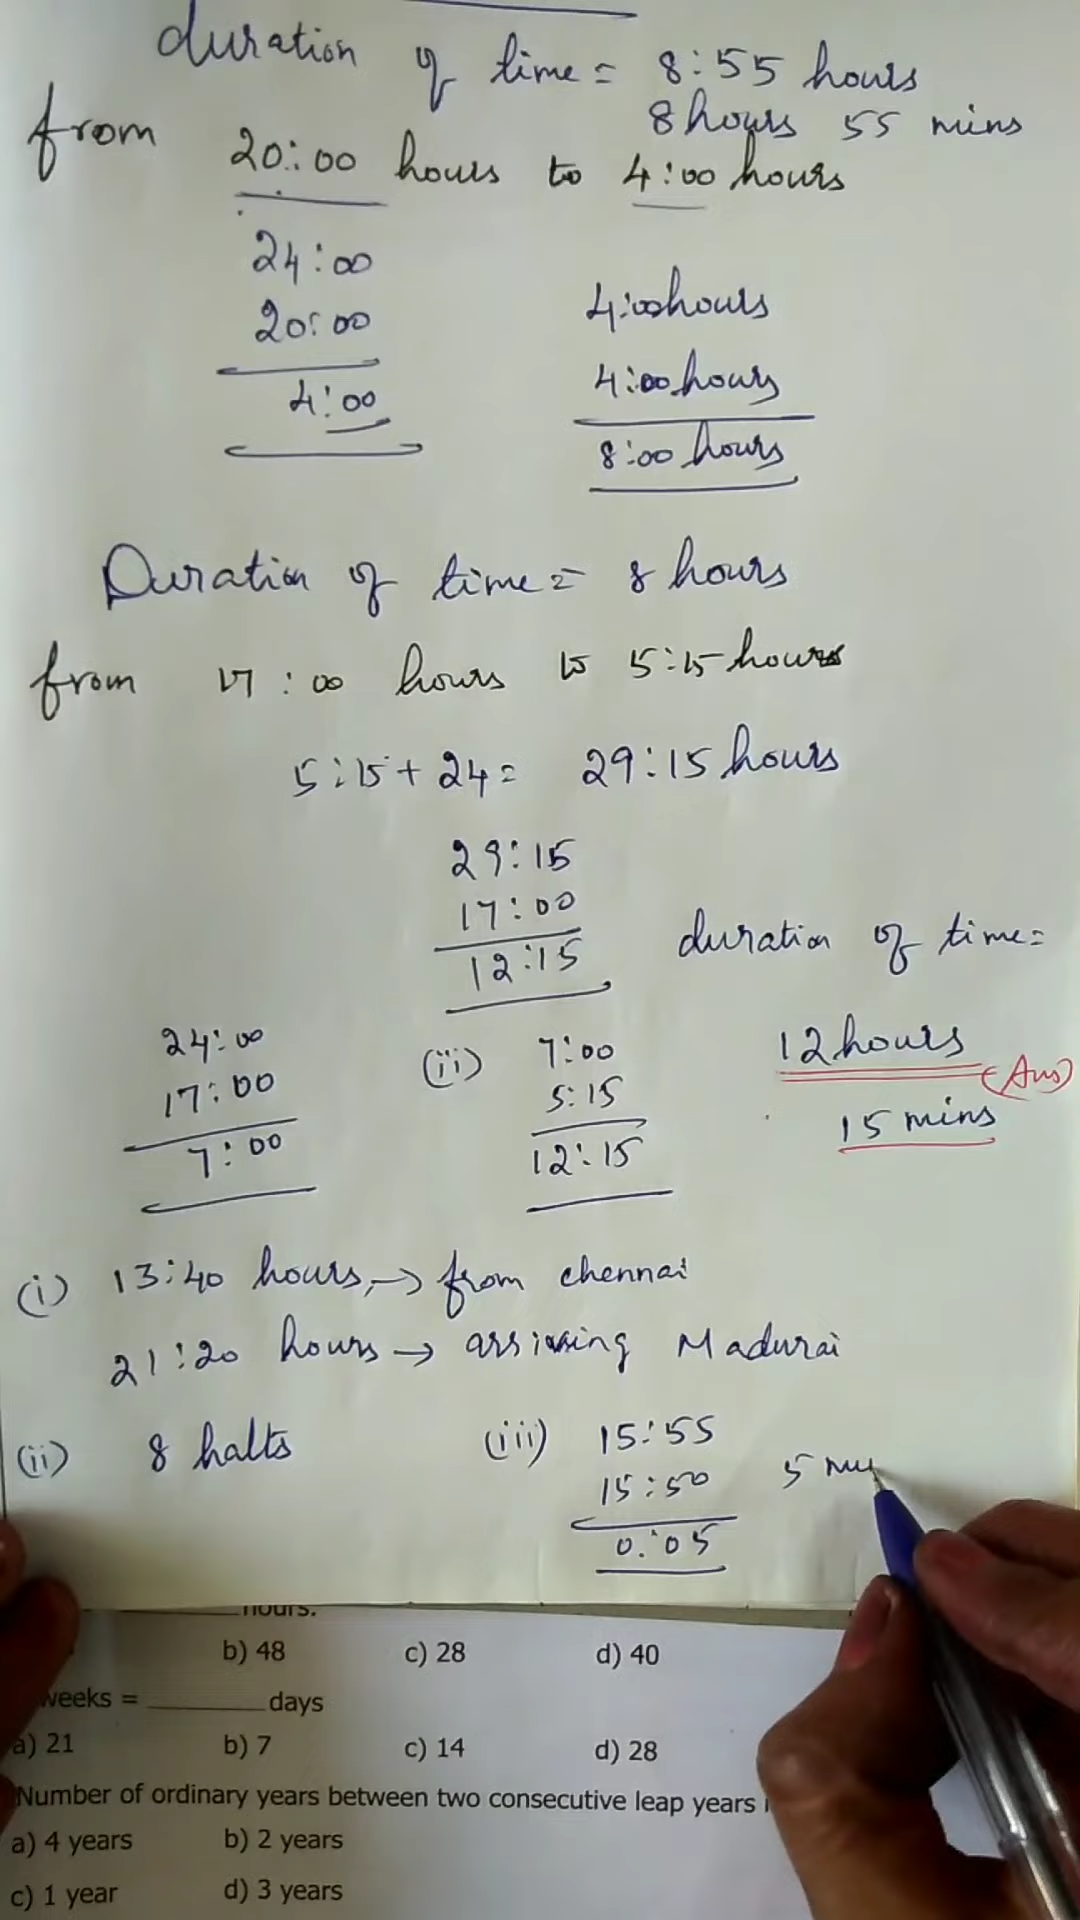 duration of time = 8:55 hours
8 hours 55 mins
from 20:00 hours to 4:00 hours
24:00
20:00
4:00
4:00 hours
4:00 hours
8:00 hours
Duration of time = 8 hours
from 17:00 hours to 5:15 hours
5:15 + 24 = 29:15 hours
29:15
17:00
12:15
duration of time =
12 hours
(Ans)
15 mins
24:00
17:00
7:00
(ii) 7:00
5:15
12:15
(i) 13:40 hours, → from chennai
21:20 hours → arriving Madurai
(ii) 8 halts
(iii) 15:55
15:50
0:05
5
hours.
b) 48 c) 28 d) 40
weeks = ________ days
a) 21 b) 7 c) 14 d) 28
Number of ordinary years between two consecutive leap years
a) 4 years b) 2 years
c) 1 year d) 3 years